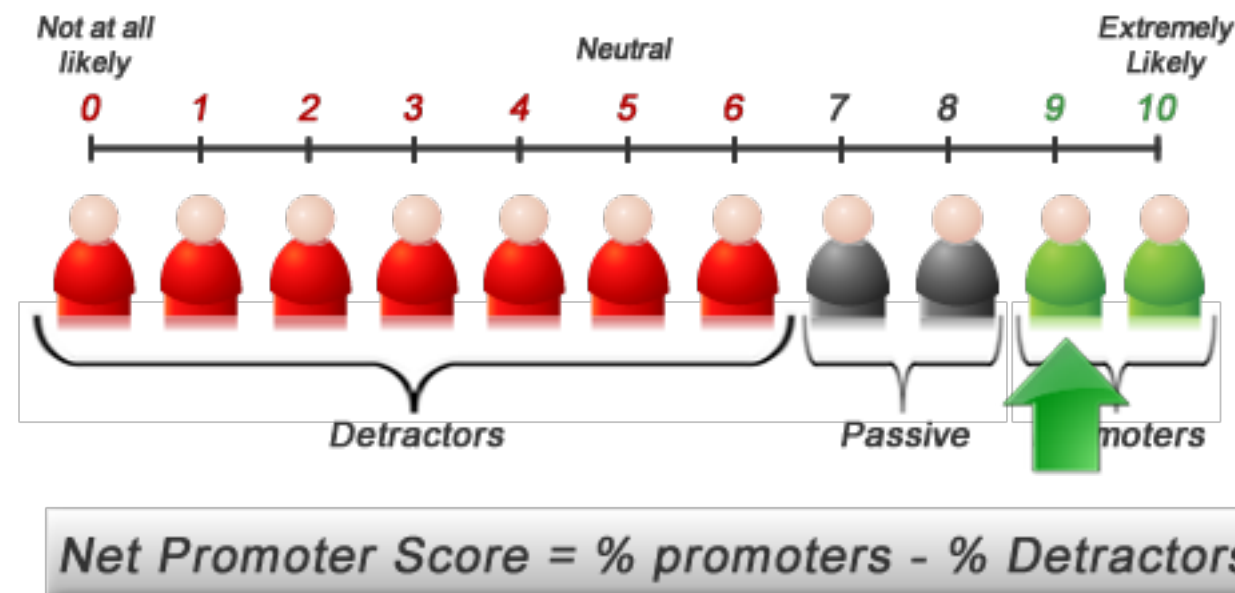 Not at all
likely
Neutral
Extremely
Likely
0 1 2 3 4 5 6 7 8 9 10
Detractors
Passive
moters
Net Promoter Score = % promoters - % Detractors